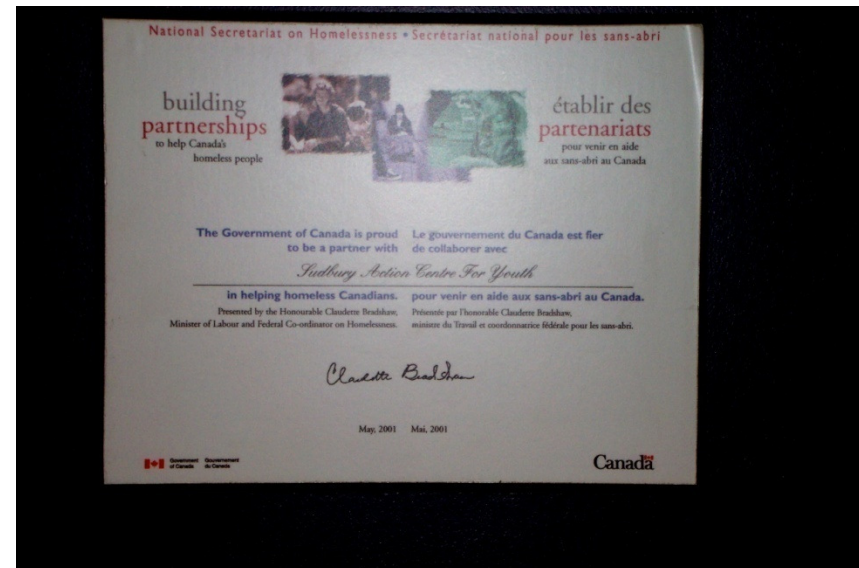 National Secretariat on Homelessness • Secrétariat national pour les sans-abri
building
partnerships
to help Canada's
homeless people
établir des
partenariats
pour venir en aide
aux sans-abri au Canada
The Government of Canada is proud
to be a partner with
Le gouvernement du Canada est fier
de collaborer avec
Sudbury Action Centre For Youth
in helping homeless Canadians.
Presented by the Honourable Claudette Bradshaw,
Minister of Labour and Federal Co-ordinator on Homelessness.
pour venir en aide aux sans-abri au Canada.
Présentée par l'honorable Claudette Bradshaw,
ministre du Travail et coordonnatrice fédérale pour les sans-abri.
Claudette Bradshaw
May, 2001 Mai, 2001
Government
of Canada
Gouvernement
du Canada
Canada